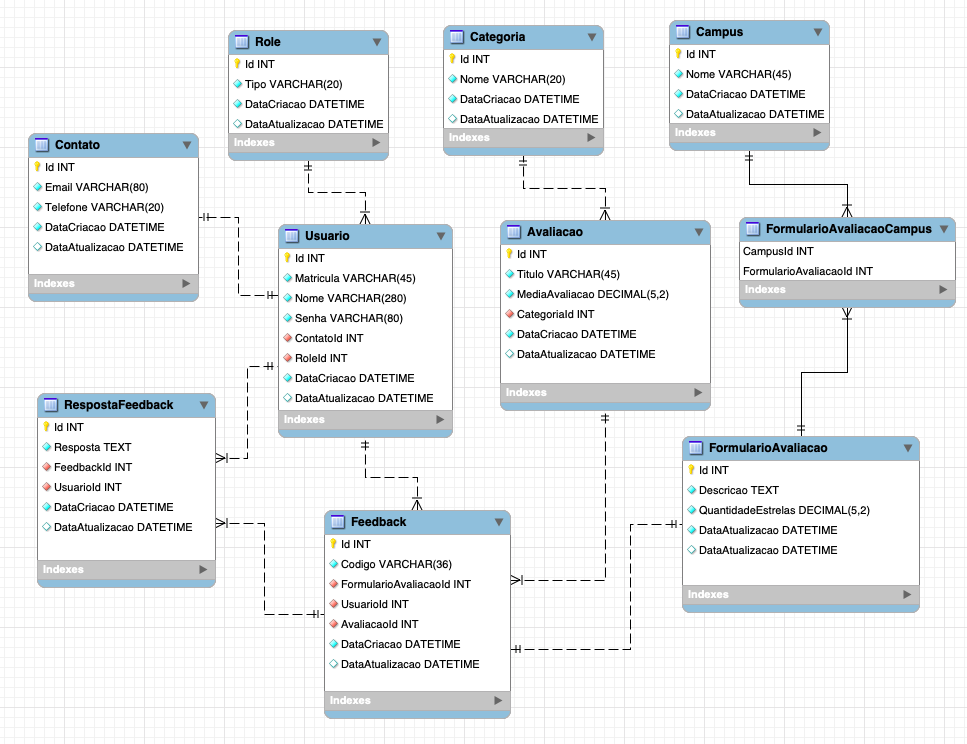 Role
Id INT
Tipo VARCHAR(20)
DataCriacao DATETIME
DataAtualizacao DATETIME
Indexes
Categoria
Id INT
Nome VARCHAR(20)
DataCriacao DATETIME
DataAtualizacao DATETIME
Indexes
Campus
Id INT
Nome VARCHAR(45)
DataCriacao DATETIME
DataAtualizacao DATETIME
Indexes
Contato
Id INT
Email VARCHAR(80)
Telefone VARCHAR(20)
DataCriacao DATETIME
DataAtualizacao DATETIME
Indexes
Usuario
Id INT
Matricula VARCHAR(45)
Nome VARCHAR(280)
Senha VARCHAR(80)
ContatoId INT
RoleId INT
DataCriacao DATETIME
DataAtualizacao DATETIME
Indexes
Avaliacao
Id INT
Titulo VARCHAR(45)
MediaAvaliacao DECIMAL(5,2)
CategoriaId INT
DataCriacao DATETIME
DataAtualizacao DATETIME
Indexes
FormularioAvaliacaoCampus
CampusId INT
FormularioAvaliacaoId INT
Indexes
RespostaFeedback
Id INT
Resposta TEXT
FeedbackId INT
UsuarioId INT
DataCriacao DATETIME
DataAtualizacao DATETIME
Indexes
Feedback
Id INT
Codigo VARCHAR(36)
FormularioAvaliacaoId INT
UsuarioId INT
AvaliacaoId INT
DataCriacao DATETIME
DataAtualizacao DATETIME
Indexes
FormularioAvaliacao
Id INT
Descricao TEXT
QuantidadeEstrelas DECIMAL(5,2)
DataAtualizacao DATETIME
DataAtualizacao DATETIME
Indexes